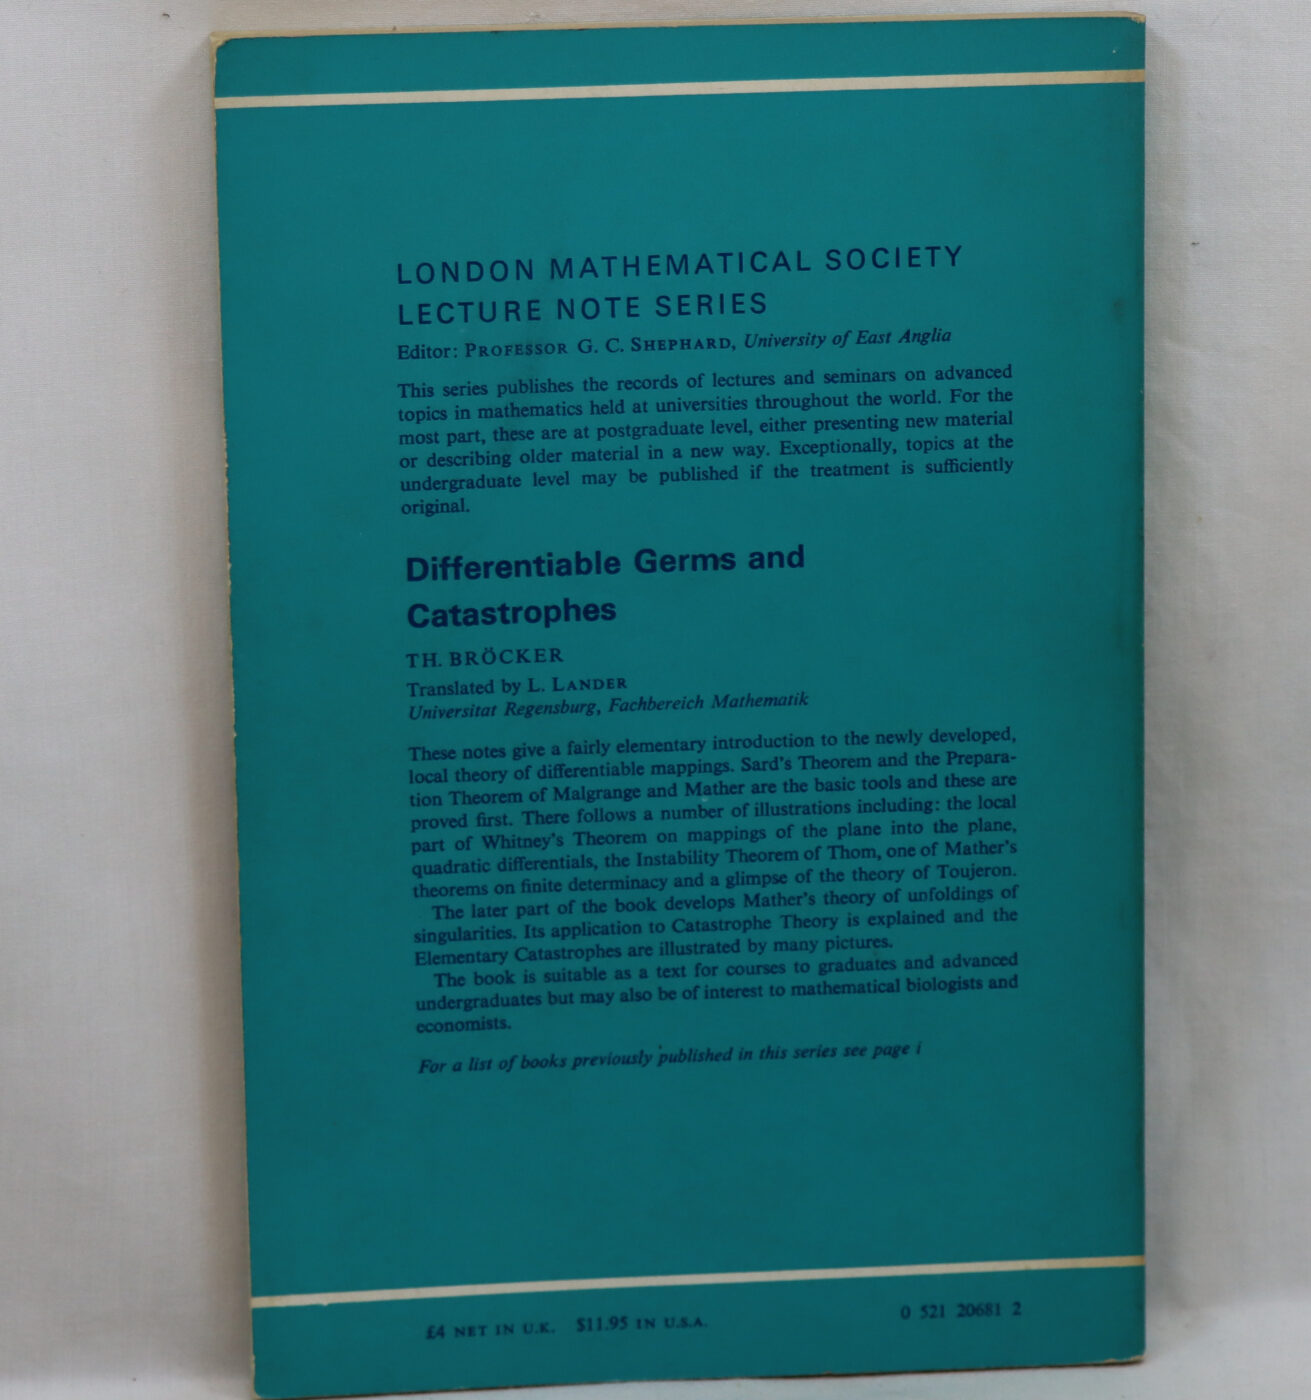 LONDON MATHEMATICAL SOCIETY
LECTURE NOTE SERIES
Editor: PROFESSOR G. C. SHEPHARD, University of East Anglia
This series publishes the records of lectures and seminars on advanced
topics in mathematics held at universities throughout the world. For the
most part, these are at postgraduate level, either presenting new material
or describing older material in a new way. Exceptionally, topics at the
undergraduate level may be published if the treatment is sufficiently
original.
Differentiable Germs and
Catastrophes
TH. BRÖCKER
Translated by L. LANDER
Universitat Regensburg, Fachbereich Mathematik
These notes give a fairly elementary introduction to the newly developed,
local theory of differentiable mappings. Sard's Theorem and the Prepara-
tion Theorem of Malgrange and Mather are the basic tools and these are
proved first. There follows a number of illustrations including: the local
part of Whitney's Theorem on mappings of the plane into the plane,
quadratic differentials, the Instability Theorem of Thom, one of Mather's
theorems on finite determinacy and a glimpse of the theory of Toujeron.
The later part of the book develops Mather's theory of unfoldings of
singularities. Its application to Catastrophe Theory is explained and the
Elementary Catastrophes are illustrated by many pictures.
The book is suitable as a text for courses to graduates and advanced
undergraduates but may also be of interest to mathematical biologists and
economists.
For a list of books previously published in this series see page i
£4 NET IN U.K. $11.95 IN U.S.A.
0 521 20681 2